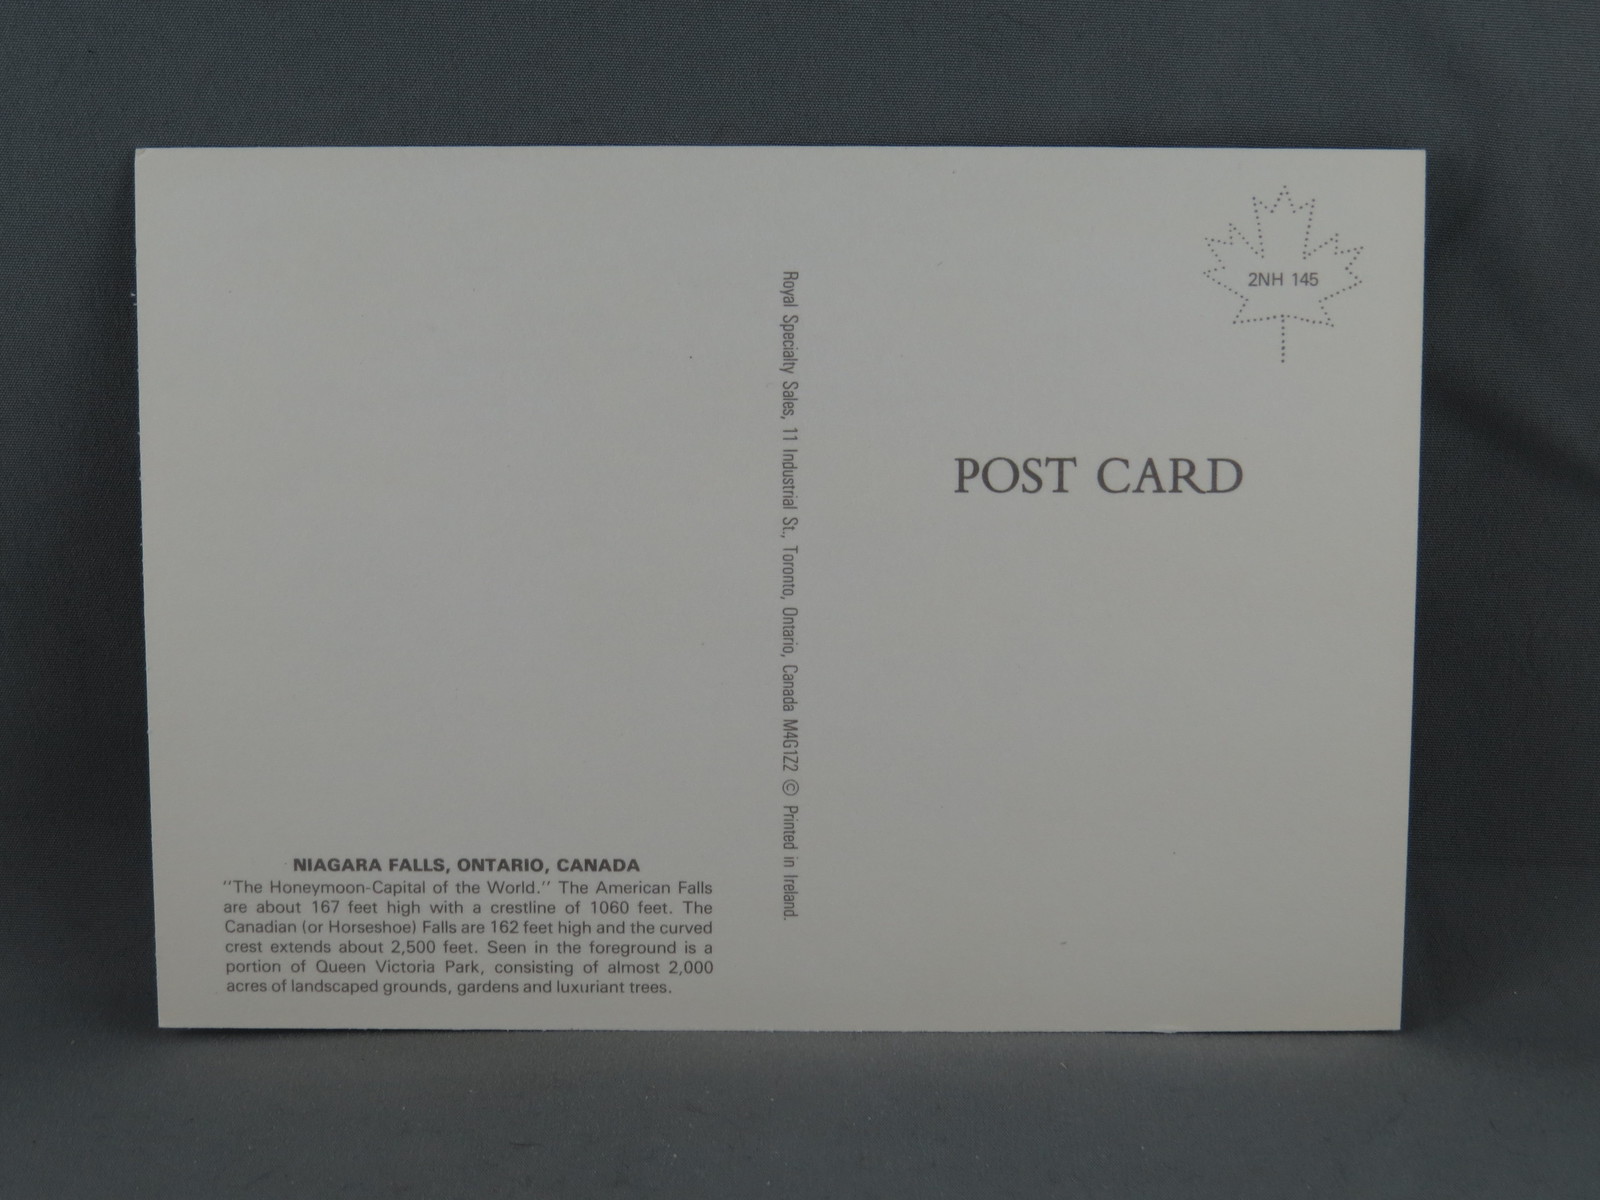 2NH 145
POST CARD
Royal Specialty Sales, 11 Industrial St., Toronto, Ontario, Canada M4G1Z2 © Printed in Ireland.
NIAGARA FALLS, ONTARIO, CANADA
"The Honeymoon-Capital of the World." The American Falls
are about 167 feet high with a crestline of 1060 feet. The
Canadian (or Horseshoe) Falls are 162 feet high and the curved
crest extends about 2,500 feet. Seen in the foreground is a
portion of Queen Victoria Park, consisting of almost 2,000
acres of landscaped grounds, gardens and luxuriant trees.